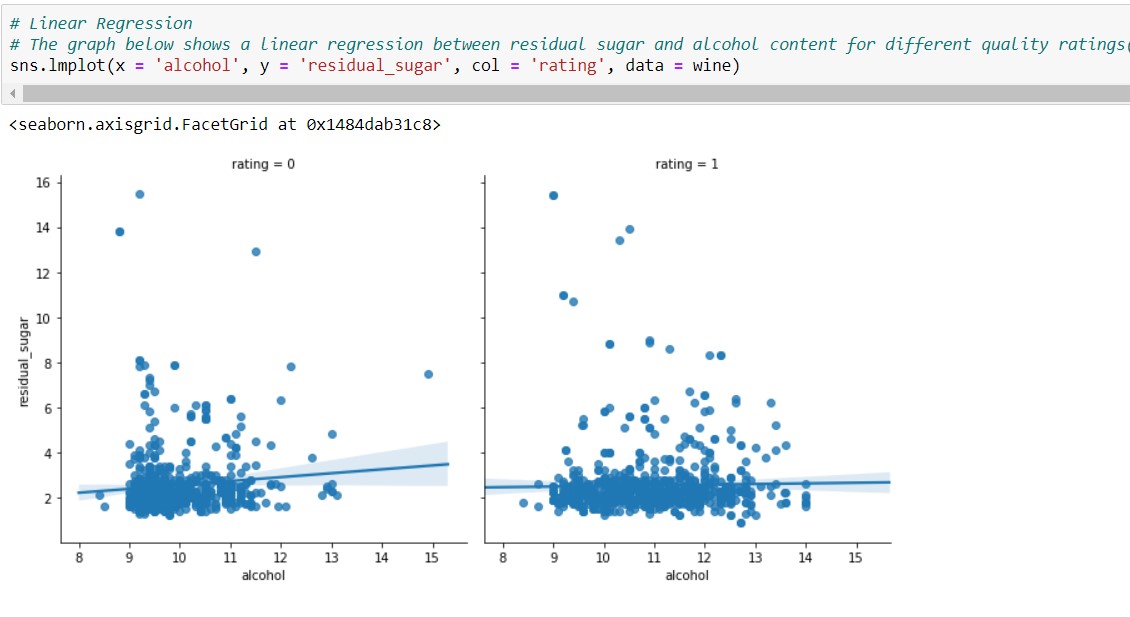 # Linear Regression
# The graph below shows a linear regression between residual sugar and alcohol content for different quality ratings(
sns.lmplot(x = 'alcohol', y = 'residual_sugar', col = 'rating', data = wine)
<seaborn.axisgrid.FacetGrid at 0x1484dab31c8>
rating = 0
rating = 1
16
14
12
10
8
6
4
2
residual_sugar
8 9 10 11 12 13 14 15
8 9 10 11 12 13 14 15
alcohol
alcohol